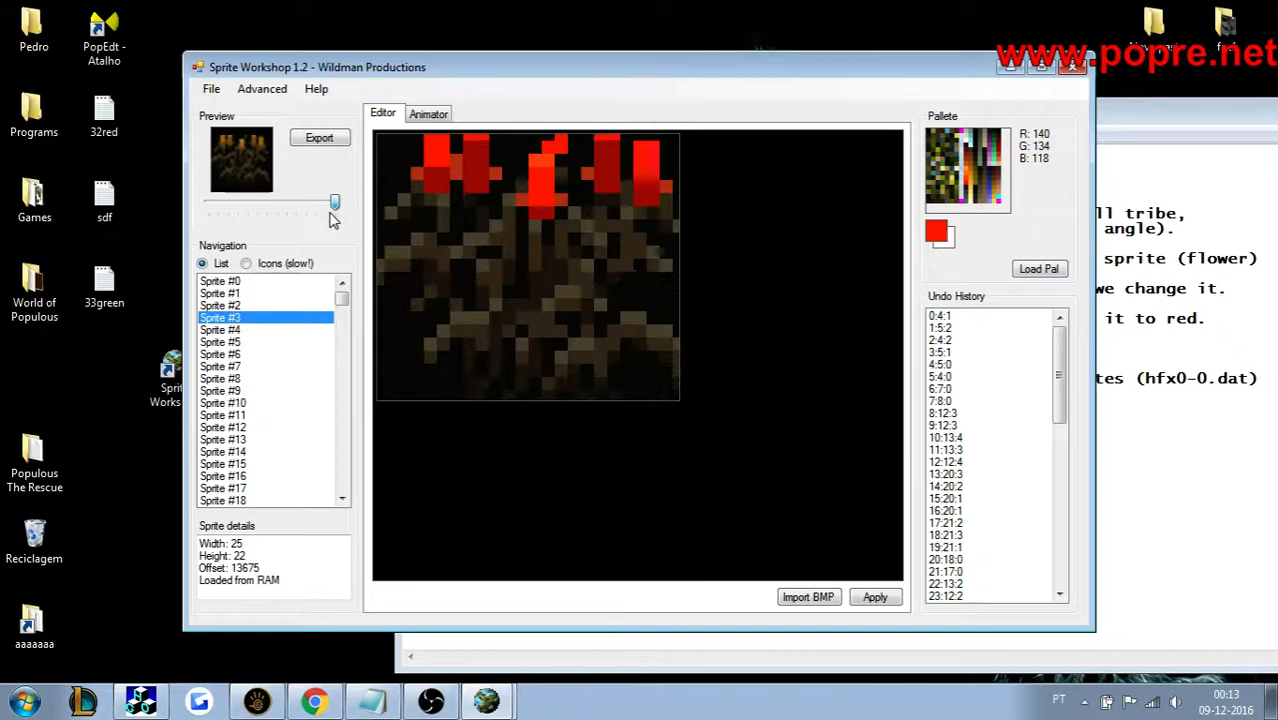 Pedro
PopEdt -
Atalho
www.popre.net
Sprite Workshop 1.2 - Wildman Productions
File Advanced Help
Preview
Export
Editor Animator
Pallete
R: 140
G: 134
B: 118
Programs
32red
ll tribe,
angle).
Games
sdf
Load Pal
sprite (flower)
we change it.
it to red.
tes (hfx0-0.dat)
Navigation
List Icons (slow!)
Sprite #0
Sprite #1
Sprite #2
Sprite #3
Sprite #4
Sprite #5
Sprite #6
Sprite #7
Sprite #8
Sprite #9
Sprite #10
Sprite #11
Sprite #12
Sprite #13
Sprite #14
Sprite #15
Sprite #16
Sprite #17
Sprite #18
Undo History
0:4:1
1:5:2
2:4:2
3:5:1
4:5:0
5:4:0
6:7:0
7:8:0
8:12:3
9:12:3
10:13:4
11:13:3
12:12:4
13:20:3
14:20:2
15:20:1
16:20:1
17:21:2
18:21:3
19:21:1
20:18:0
21:17:0
22:13:2
23:12:2
World of
Populous
33green
Sprit
Works
Populous
The Rescue
Reciclagem
aaaaaaa
Sprite details
Width: 25
Height: 22
Offset: 13675
Loaded from RAM
Import BMP Apply
PT
00:13
09-12-2016